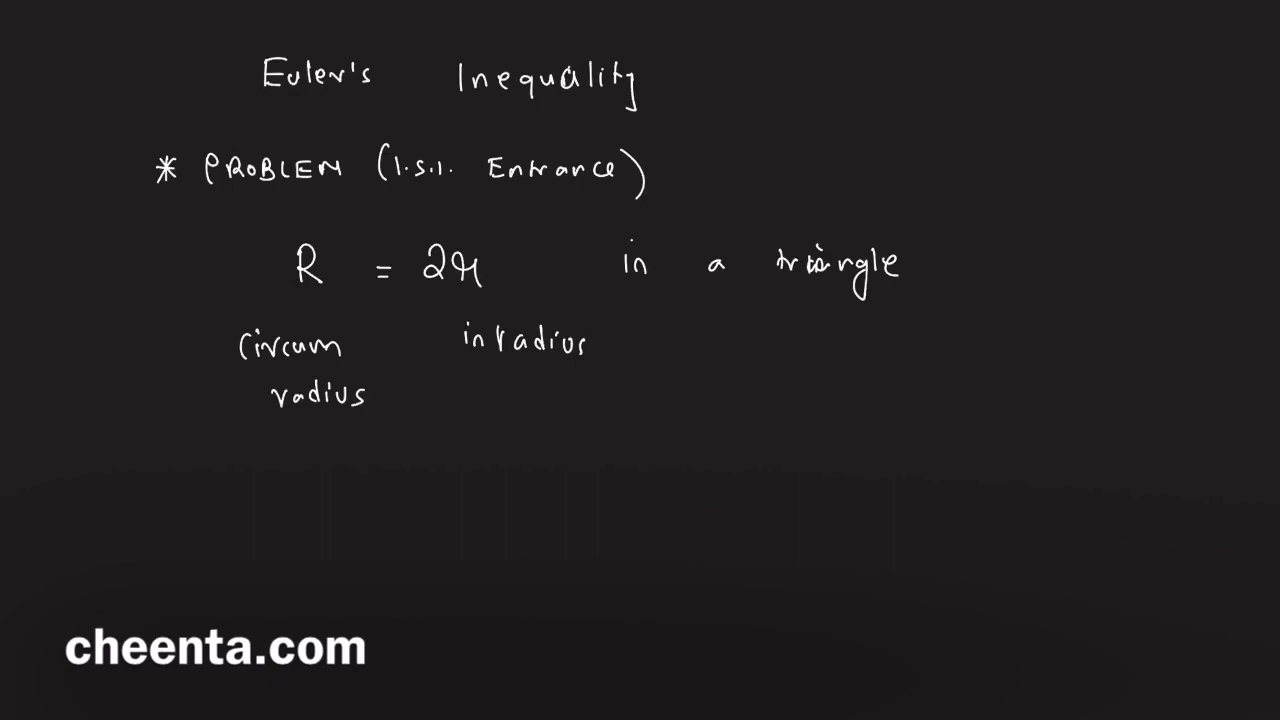 Euler's Inequality
* PROBLEM (I.S.I. Entrance)
R = 2r in a triangle
circum inradius
radius
cheenta.com